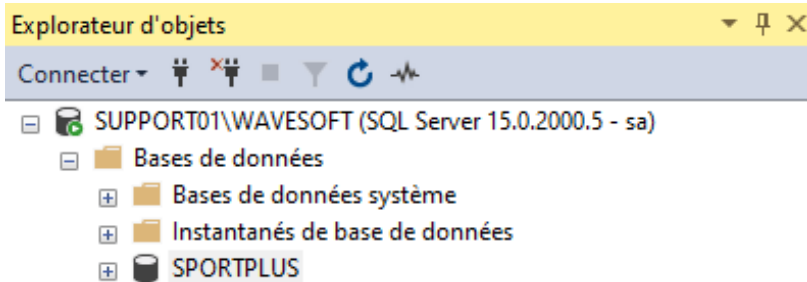 Explorateur d'objets
Connecter
SUPPORT01\WAVESOFT (SQL Server 15.0.2000.5 - sa)
Bases de données
Bases de données système
Instantanés de base de données
SPORTPLUS